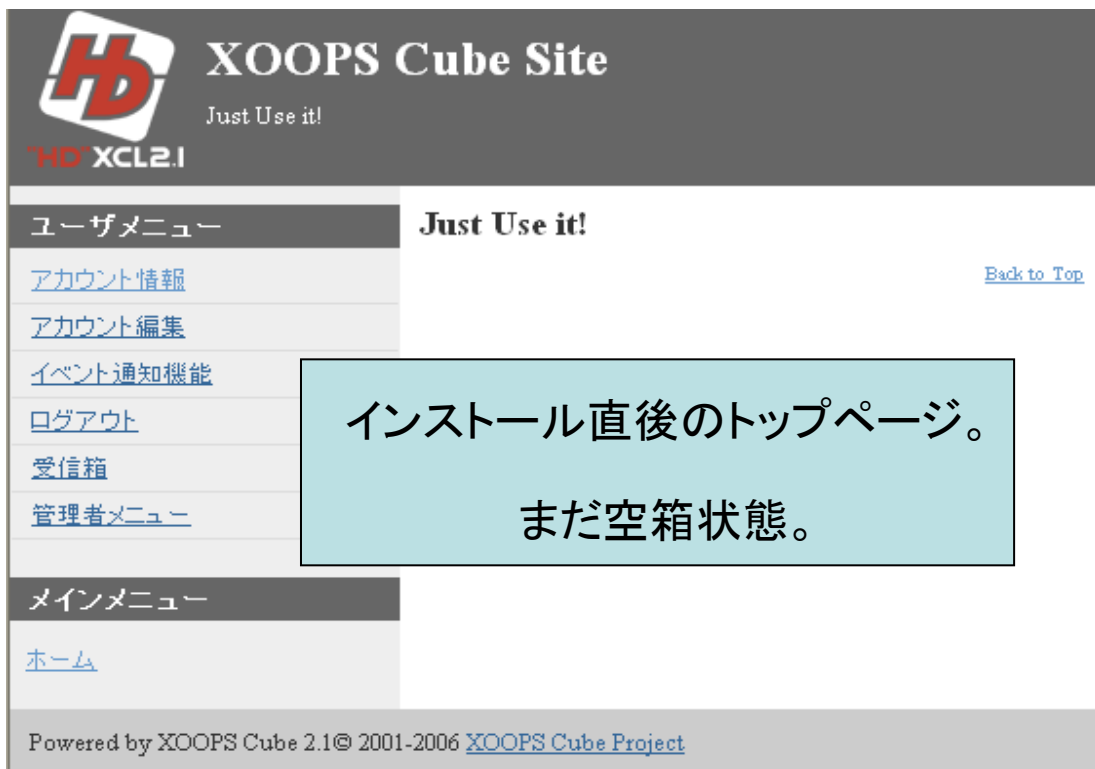 HD
"HD"XCL2.1
XOOPS Cube Site
Just Use it!
ユーザメニュー
アカウント情報
アカウント編集
イベント通知機能
ログアウト
受信箱
管理者メニュー
メインメニュー
ホーム
Just Use it!
Back to Top
インストール直後のトップページ。
まだ空箱状態。
Powered by XOOPS Cube 2.1© 2001-2006 XOOPS Cube Project